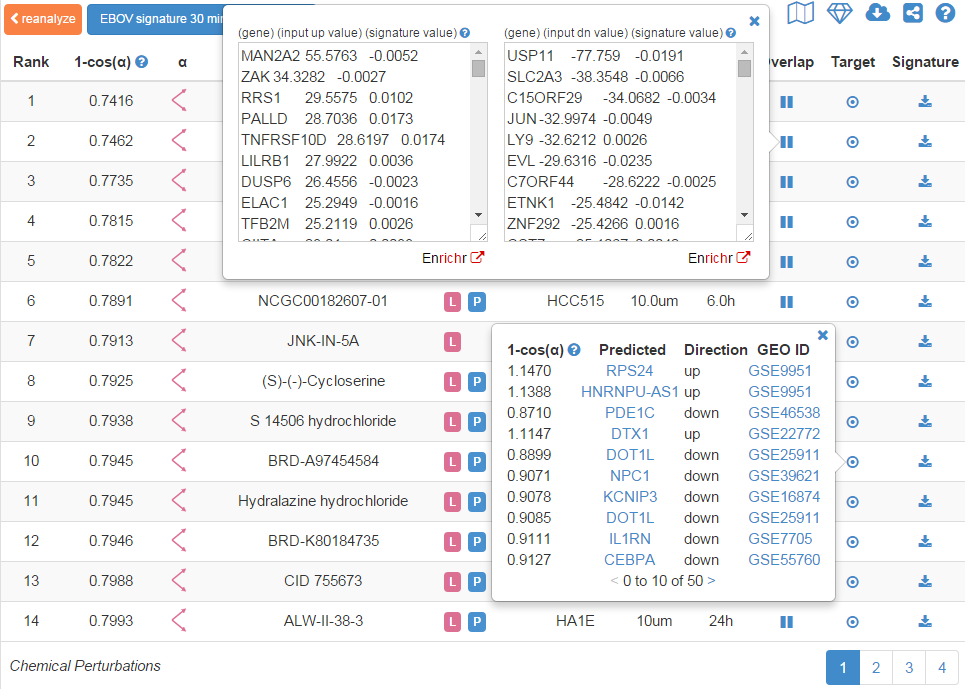 reanalyze
EBOV signature 30 min
Rank 1-cos(α) ? α Overlap Target Signature
(gene) (input up value) (signature value) ?
MAN2A2 55.5763 -0.0052
ZAK 34.3282 -0.0027
RRS1 29.5575 0.0102
PALLD 28.7036 0.0173
TNFRSF10D 28.6197 0.0174
LILRB1 27.9922 0.0036
DUSP6 26.4556 -0.0023
ELAC1 25.2949 -0.0016
TFB2M 25.2119 0.0026
Enrichr
(gene) (input dn value) (signature value) ?
USP11 -77.759 -0.0191
SLC2A3 -38.3548 -0.0066
C15ORF29 -34.0682 -0.0034
JUN -32.9974 -0.0049
LY9 -32.6212 0.0026
EVL -29.6316 -0.0235
C7ORF44 -28.6222 -0.0025
ETNK1 -25.4842 -0.0142
ZNF292 -25.4266 0.0016
Enrichr
1 0.7416
2 0.7462
3 0.7735
4 0.7815
5 0.7822
6 0.7891 NCGC00182607-01 L P HCC515 10.0um 6.0h
7 0.7913 JNK-IN-5A L
8 0.7925 (S)-(-)-Cycloserine L P
9 0.7938 S 14506 hydrochloride L P
10 0.7945 BRD-A97454584 L P
11 0.7945 Hydralazine hydrochloride L P
12 0.7946 BRD-K80184735 L P
13 0.7988 CID 755673 L P
14 0.7993 ALW-II-38-3 L P HA1E 10um 24h
1-cos(α) ? Predicted Direction GEO ID
1.1470 RPS24 up GSE9951
1.1388 HNRNPU-AS1 up GSE9951
0.8710 PDE1C down GSE46538
1.1147 DTX1 up GSE22772
0.8899 DOT1L down GSE25911
0.9071 NPC1 down GSE39621
0.9078 KCNIP3 down GSE16874
0.9085 DOT1L down GSE25911
0.9111 IL1RN down GSE7705
0.9127 CEBPA down GSE55760
< 0 to 10 of 50 >
Chemical Perturbations
1 2 3 4